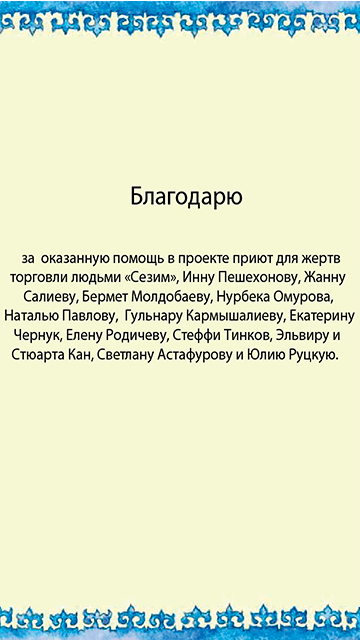 Благодарю
за оказанную помощь в проекте приют для жертв
торговли людьми «Сезим», Инну Пешехонову, Жанну
Салиеву, Бермет Молдобаеву, Нурбека Омурова,
Наталью Павлову, Гульнару Кармышалиеву, Екатерину
Чернук, Елену Родичеву, Стеффи Тинков, Эльвиру и
Стюарта Кан, Светлану Астафурову и Юлию Руцкую.